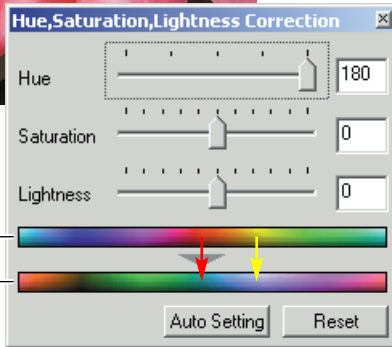 Hue,Saturation,Lightness Correction
Hue 180
Saturation 0
Lightness 0
Auto Setting Reset